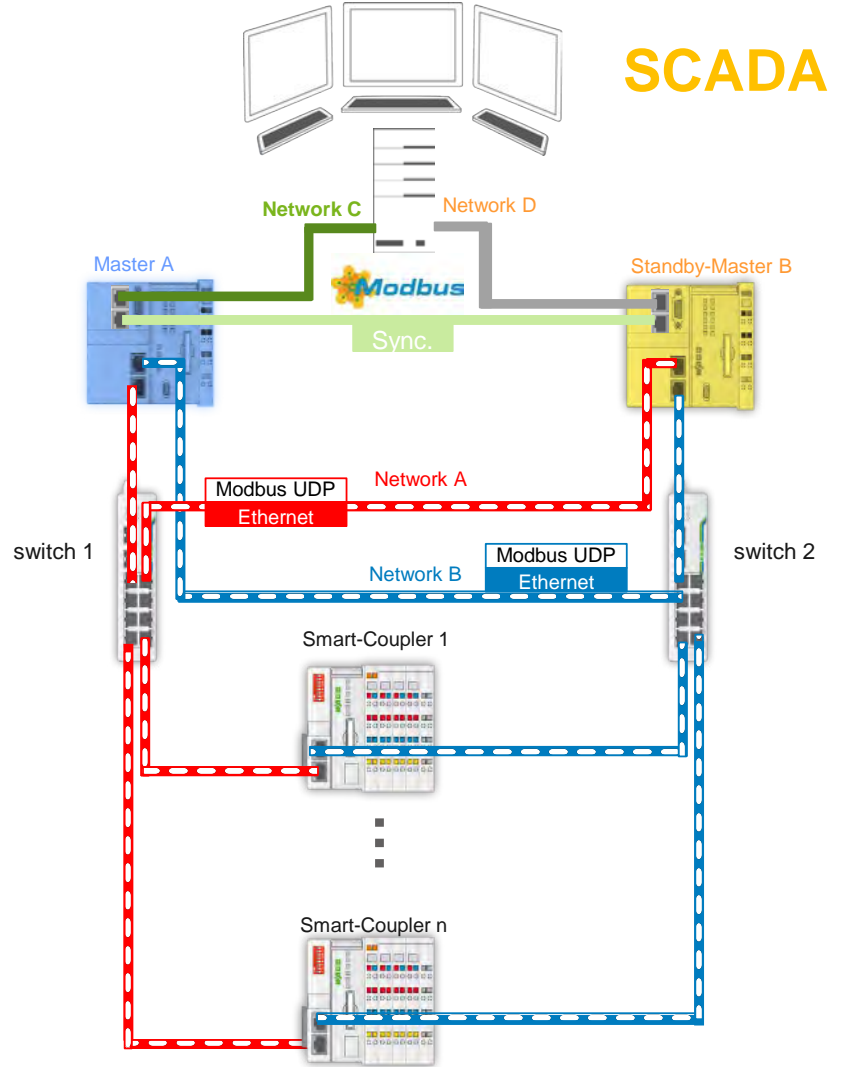 SCADA
Network C
Network D
Master A
Modbus
Standby-Master B
Sync.
Modbus UDP
Ethernet
Network A
switch 1
Modbus UDP
Ethernet
switch 2
Network B
Smart-Coupler 1
Smart-Coupler n